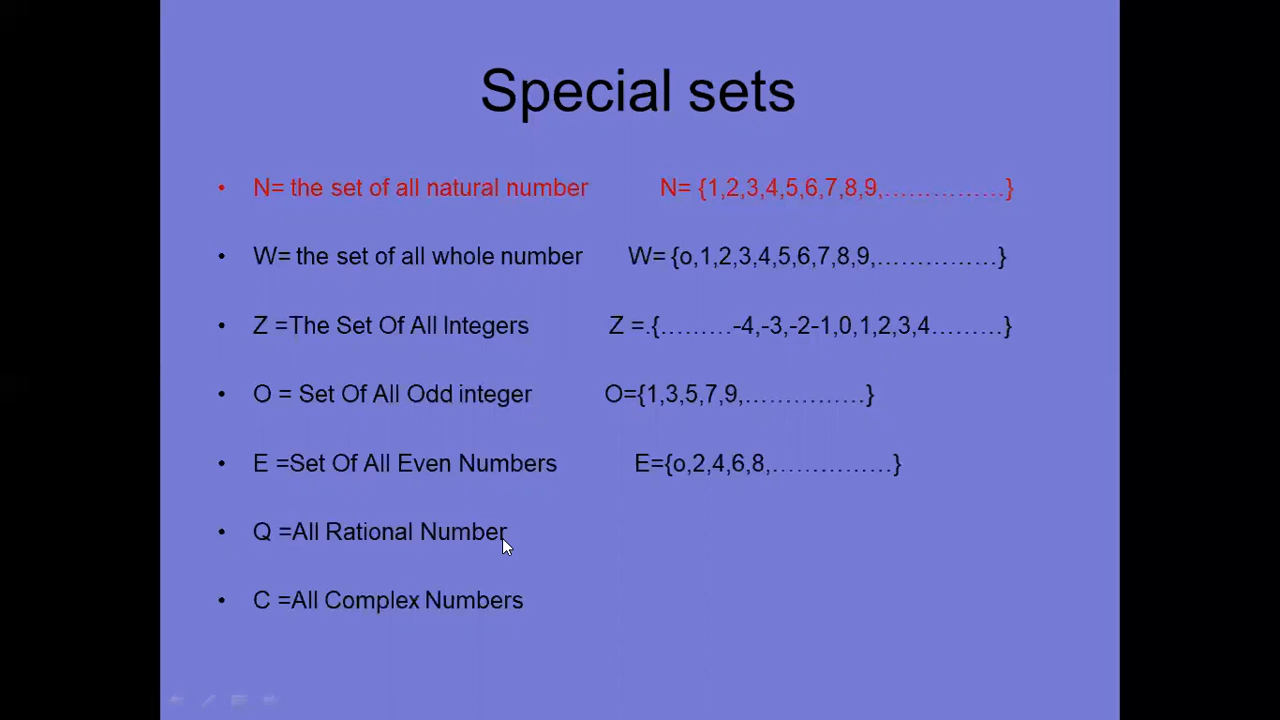 Special sets
• N= the set of all natural number N= {1,2,3,4,5,6,7,8,9,……………}
• W= the set of all whole number W= {o,1,2,3,4,5,6,7,8,9,……………}
• Z =The Set Of All Integers Z =.{………-4,-3,-2-1,0,1,2,3,4………}
• O = Set Of All Odd integer O={1,3,5,7,9,……………}
• E =Set Of All Even Numbers E={o,2,4,6,8,……………}
• Q =All Rational Number
• C =All Complex Numbers